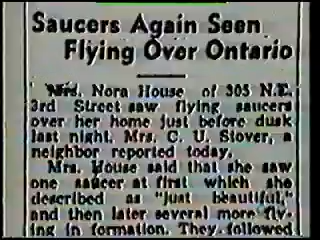 Saucers Again Seen
Flying Over Ontario
Mrs. Nora House of 305 N.E.
3rd Street saw flying saucers
over her home just before dusk
last night, Mrs. C. U. Stover, a
neighbor reported today.
Mrs. House said that she saw
one saucer at first which she
described as "just beautiful,"
and then later several more fly-
ing in formation. They followed